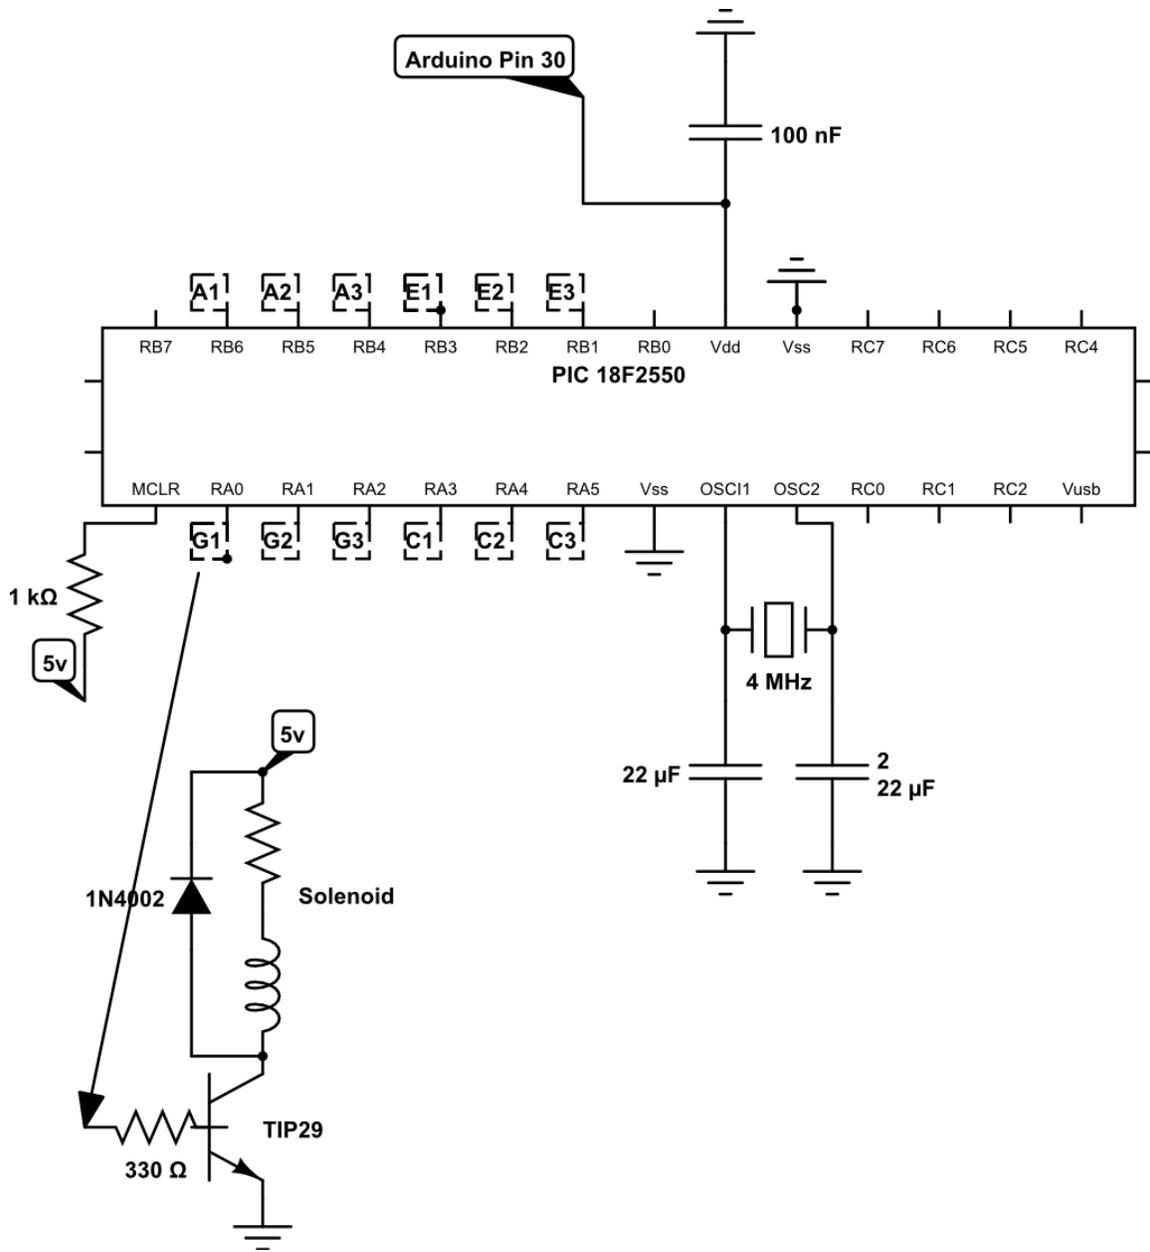 Arduino Pin 30
100 nF
A1 A2 A3 E1 E2 E3
RB7 RB6 RB5 RB4 RB3 RB2 RB1 RB0 Vdd Vss RC7 RC6 RC5 RC4
PIC 18F2550
MCLR RA0 RA1 RA2 RA3 RA4 RA5 Vss OSCI1 OSC2 RC0 RC1 RC2 Vusb
G1 G2 G3 C1 C2 C3
1 kΩ
5v
4 MHz
5v
22 µF
2
22 µF
1N4002
Solenoid
TIP29
330 Ω